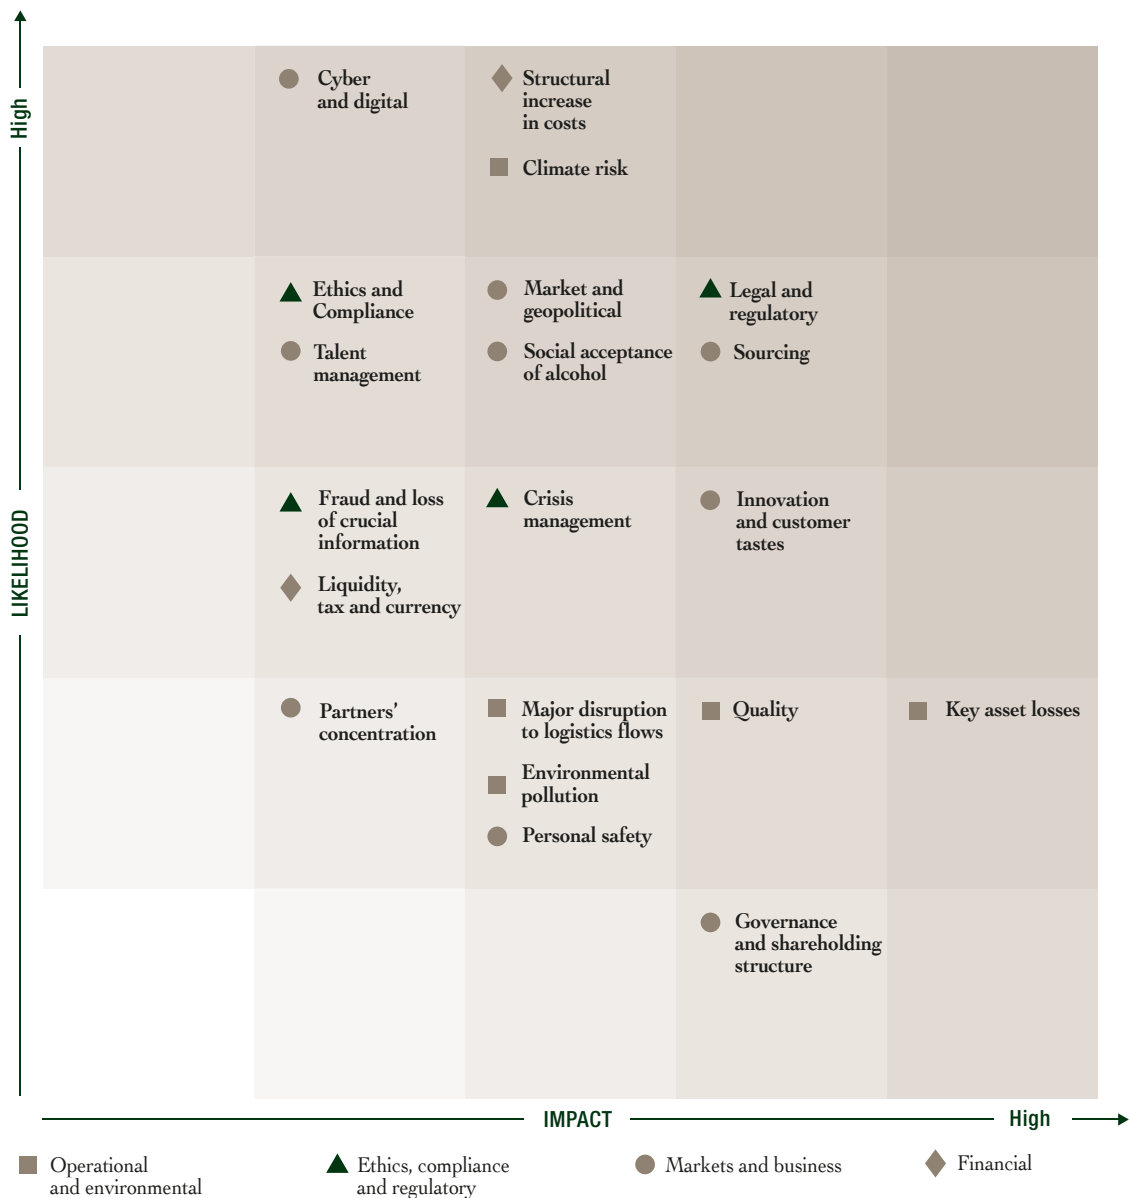 High
LIKELIHOOD
Cyber
and digital
Structural
increase
in costs
Climate risk
Ethics and
Compliance
Talent
management
Market and
geopolitical
Social acceptance
of alcohol
Legal and
regulatory
Sourcing
Fraud and loss
of crucial
information
Liquidity,
tax and currency
Crisis
management
Innovation
and customer
tastes
Partners’
concentration
Major disruption
to logistics flows
Environmental
pollution
Personal safety
Quality
Key asset losses
Governance
and shareholding
structure
IMPACT
High
Operational
and environmental
Ethics, compliance
and regulatory
Markets and business
Financial